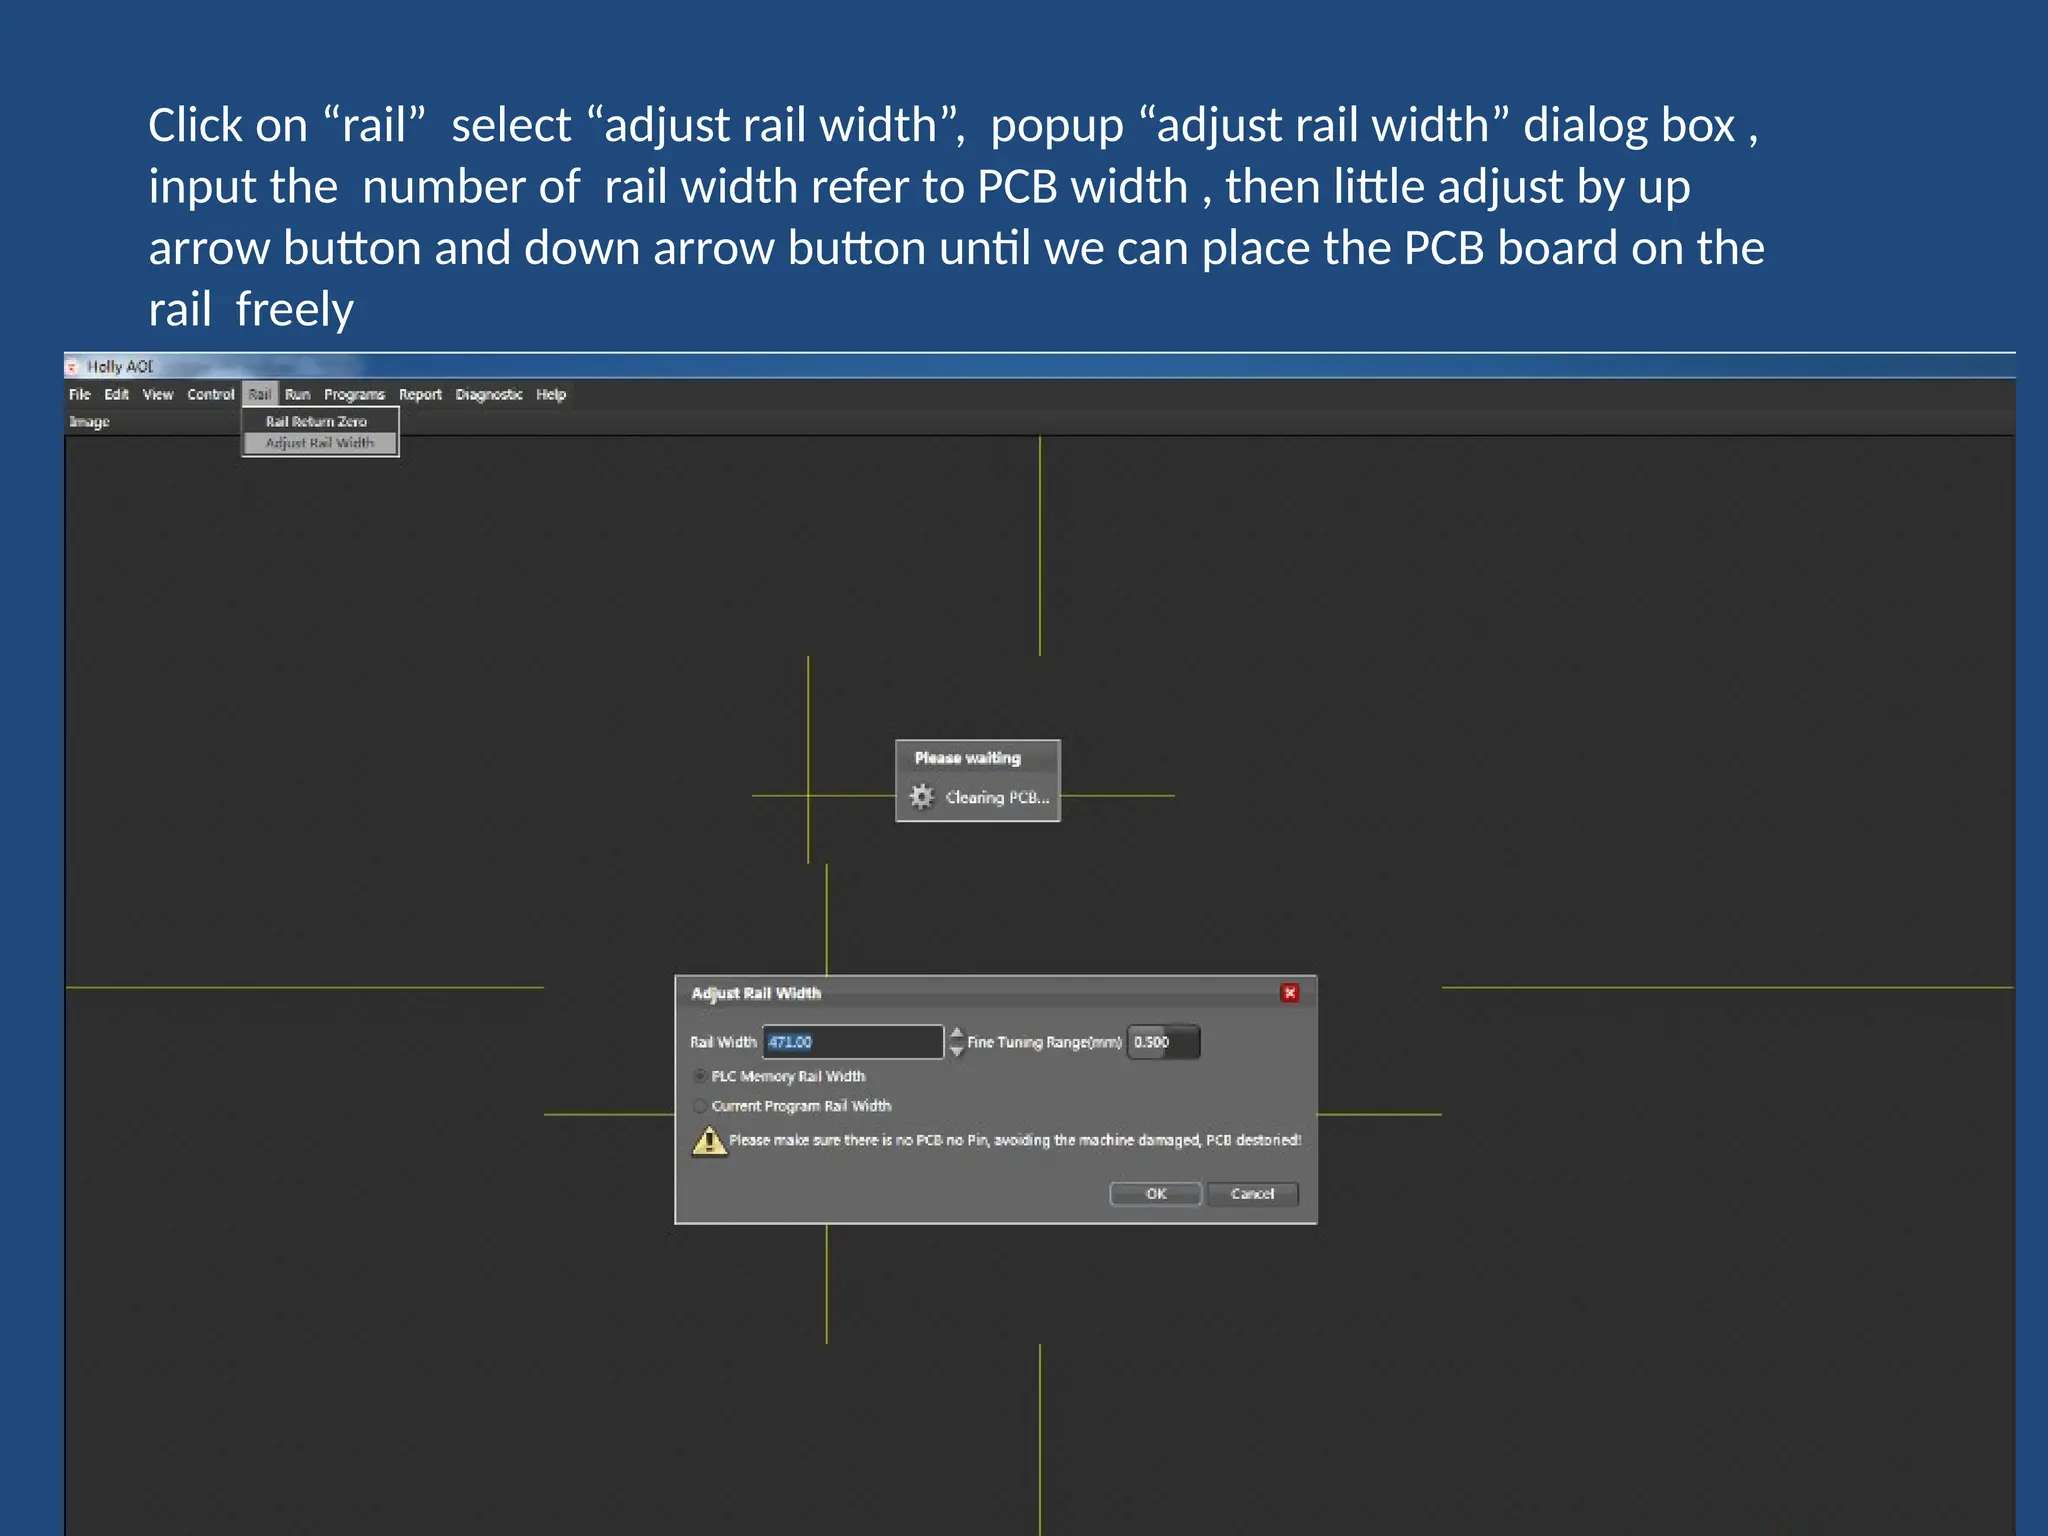 Click on “rail”  select “adjust rail width”,  popup “adjust rail width” dialog box ,
input the  number of  rail width refer to PCB width , then little adjust by up
arrow button and down arrow button until we can place the PCB board on the
rail  freely
Holly AOI
File Edit View Control Rail Run Programs Report Diagnostic Help
Image
Rail Return Zero
Adjust Rail Width
Please waiting
Clearing PCB...
Adjust Rail Width
Rail Width 471.00 Fine Tuning Range(mm) 0.500
PLC Memory Rail Width
Current Program Rail Width
Please make sure there is no PCB no Pin, avoiding the machine damaged, PCB destoried!
OK Cancel